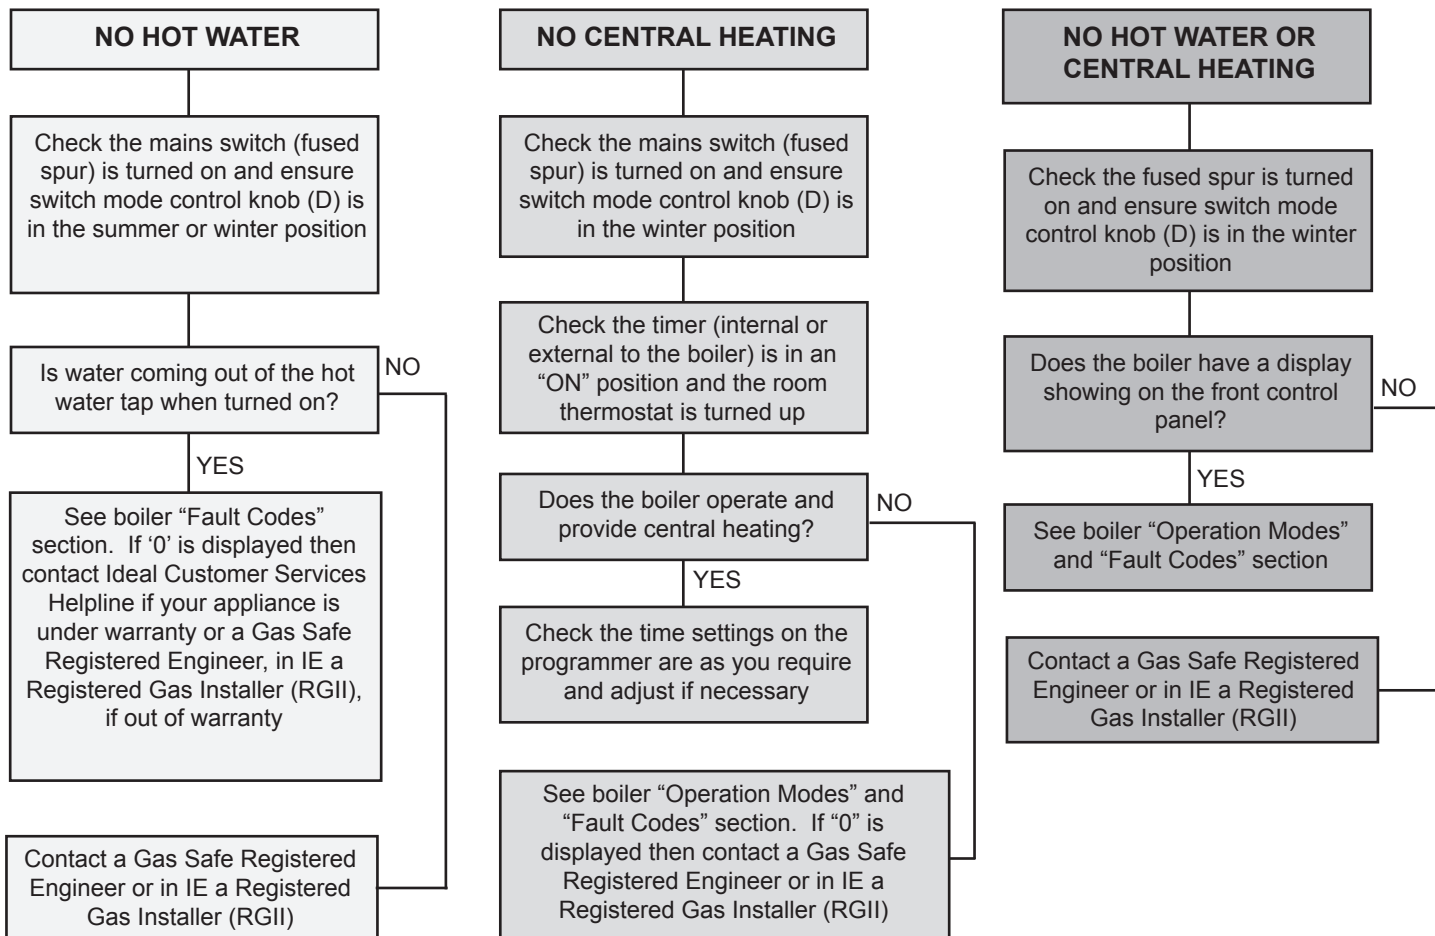 NO HOT WATER
Check the mains switch (fused
spur) is turned on and ensure
switch mode control knob (D) is
in the summer or winter position
Is water coming out of the hot
water tap when turned on?
NO
YES
See boiler “Fault Codes”
section. If ‘0’ is displayed then
contact Ideal Customer Services
Helpline if your appliance is
under warranty or a Gas Safe
Registered Engineer, in IE a
Registered Gas Installer (RGII),
if out of warranty
Contact a Gas Safe Registered
Engineer or in IE a Registered
Gas Installer (RGII)
NO CENTRAL HEATING
Check the mains switch (fused
spur) is turned on and ensure
switch mode control knob (D) is
in the winter position
Check the timer (internal or
external to the boiler) is in an
“ON” position and the room
thermostat is turned up
Does the boiler operate and
provide central heating?
NO
YES
Check the time settings on the
programmer are as you require
and adjust if necessary
See boiler “Operation Modes” and
“Fault Codes” section. If “0” is
displayed then contact a Gas Safe
Registered Engineer or in IE a
Registered Gas Installer (RGII)
NO HOT WATER OR
CENTRAL HEATING
Check the fused spur is turned
on and ensure switch mode
control knob (D) is in the winter
position
Does the boiler have a display
showing on the front control
panel?
NO
YES
See boiler “Operation Modes”
and “Fault Codes” section
Contact a Gas Safe Registered
Engineer or in IE a Registered
Gas Installer (RGII)